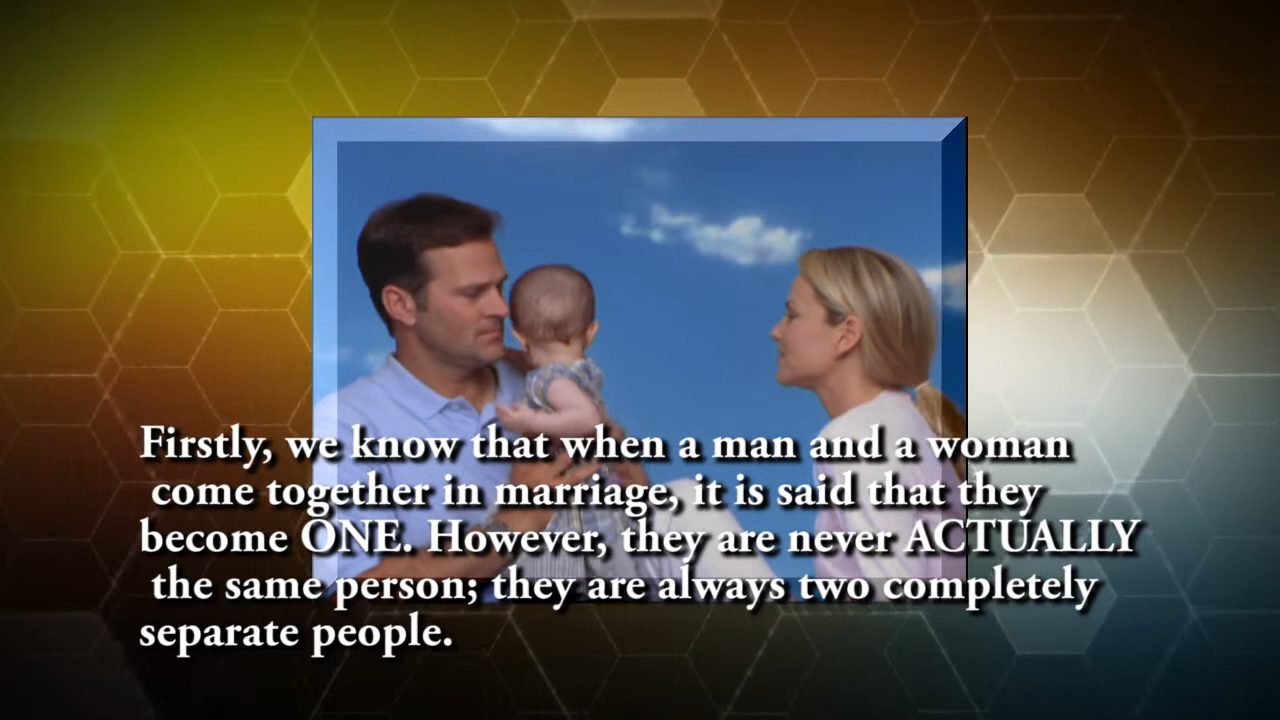 Firstly, we know that when a man and a woman
come together in marriage, it is said that they
become ONE. However, they are never ACTUALLY
the same person; they are always two completely
separate people.